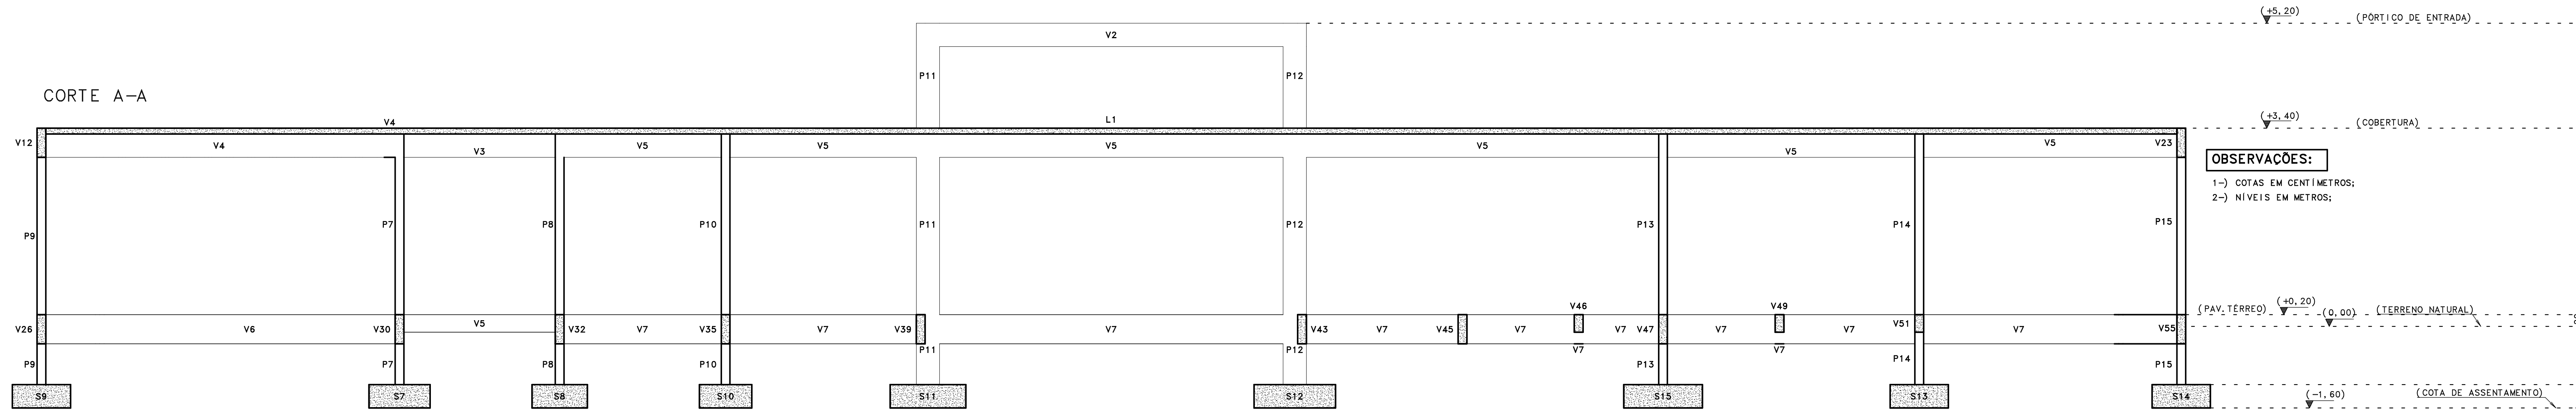 (+5,20)
(PÓRTICO DE ENTRADA)
V2
P11
P12
CORTE A-A
V4
L1
(+3,40)
(COBERTURA)
V12
V4
V3
V5
V5
V5
V5
V5
V5
V23
OBSERVAÇÕES:
1-) COTAS EM CENTÍMETROS;
2-) NÍVEIS EM METROS;
P9
P7
P8
P10
P11
P12
P13
P14
P15
V46
V49
(PAV. TÉRREO)
(+0,20)
(0,00)
(TERRENO NATURAL)
V26
V6
V30
V5
V32
V7
V35
V7
V39
V7
V43
V7
V45
V7
V7
V47
V7
V7
V51
V7
V55
P11
P12
V7
V7
P14
P9
P7
P8
P10
P13
P15
S9
S7
S8
S10
S11
S12
S15
S13
S14
(-1,60)
(COTA DE ASSENTAMENTO)